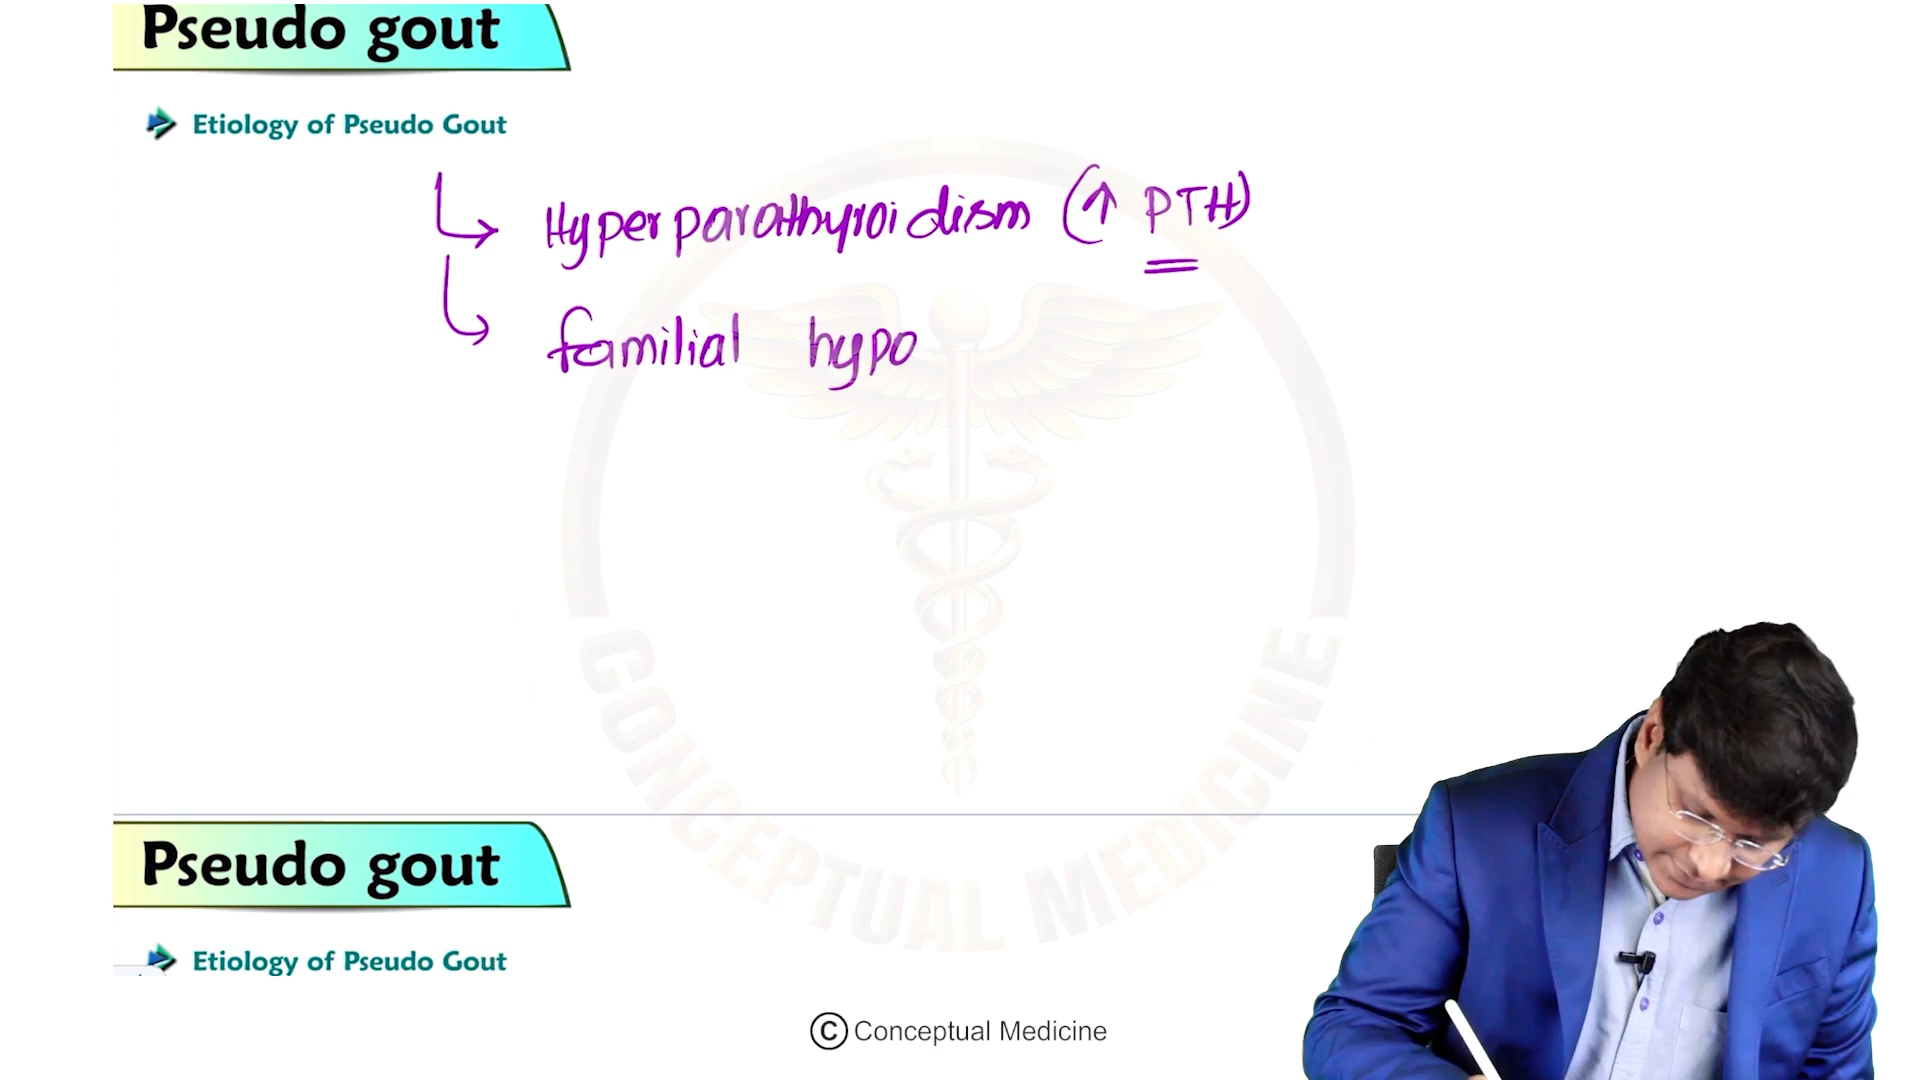 Pseudo gout
Etiology of Pseudo Gout
Hyperparathyroidism (↑ PTH)
familial hypo
CONCEPTUAL MEDICINE
Pseudo gout
Etiology of Pseudo Gout
© Conceptual Medicine